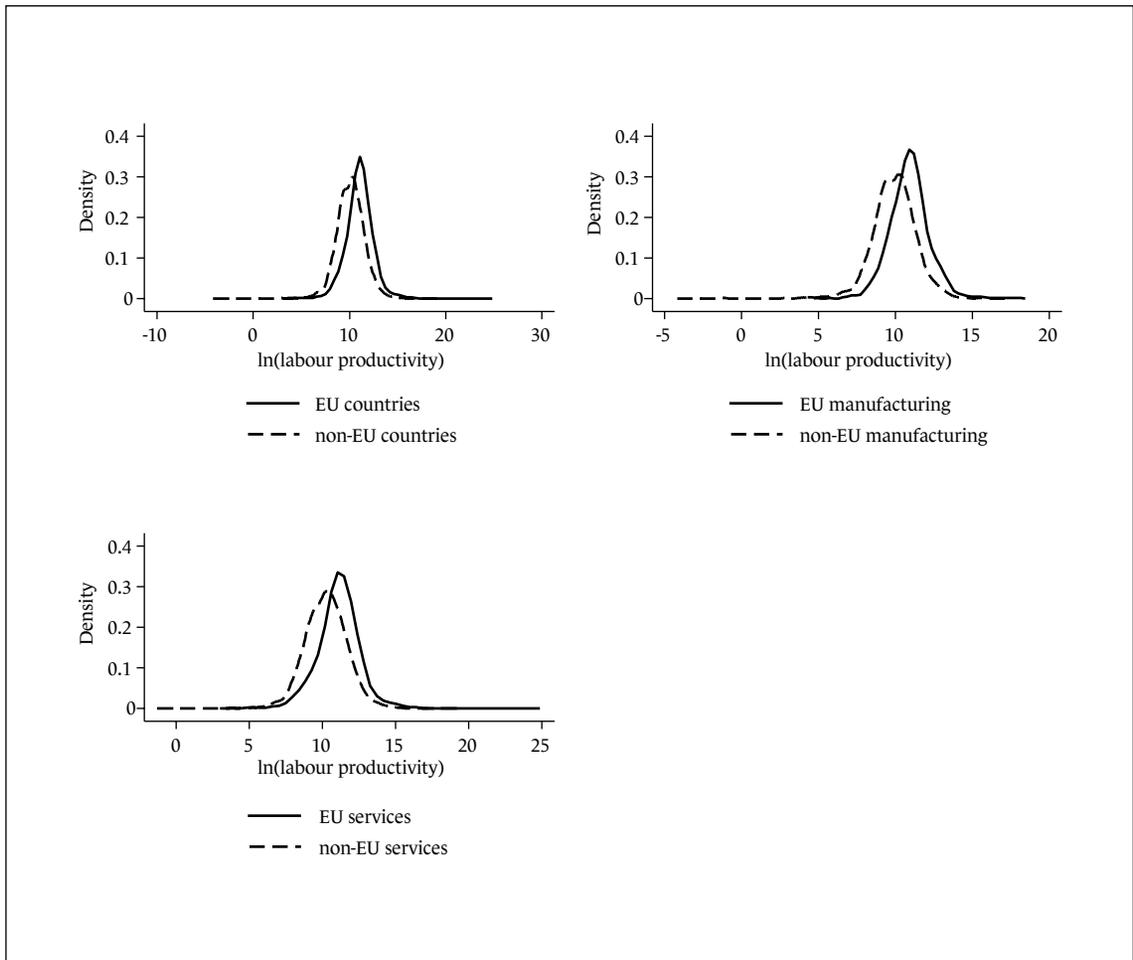 0.4
0.3
0.2
0.1
0
Density
-10 0 10 20 30
ln(labour productivity)
EU countries
non-EU countries
0.4
0.3
0.2
0.1
0
Density
-5 0 5 10 15 20
ln(labour productivity)
EU manufacturing
non-EU manufacturing
0.4
0.3
0.2
0.1
0
Density
0 5 10 15 20 25
ln(labour productivity)
EU services
non-EU services